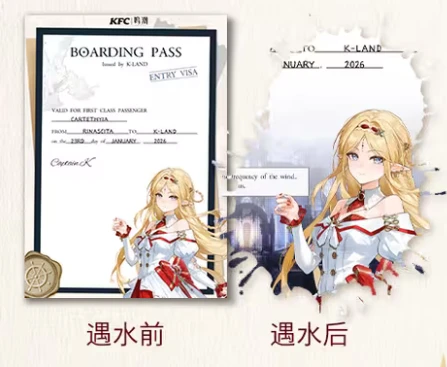 KFC 鸣潮
BOARDING PASS
Issued by K-LAND
ENTRY VISA
VALID FOR FIRST CLASS PASSENGER
CARTETHYIA
FROM RINASCITA TO K-LAND
on the 23RD day of JANUARY 2026
Captain K
TO K-LAND
NUARY 2026
frequency of the wind..
us.
遇水前
遇水后